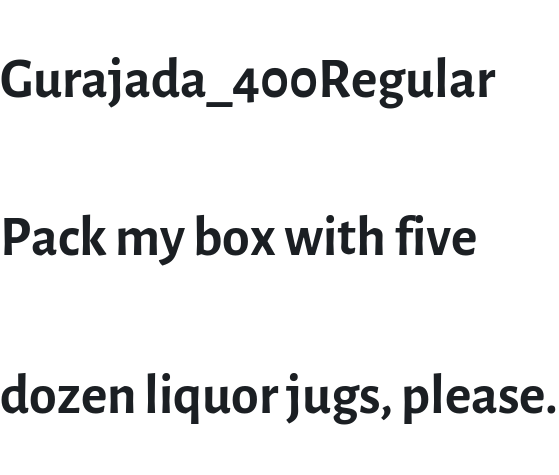 Gurajada_400Regular
Pack my box with five
dozen liquor jugs, please.